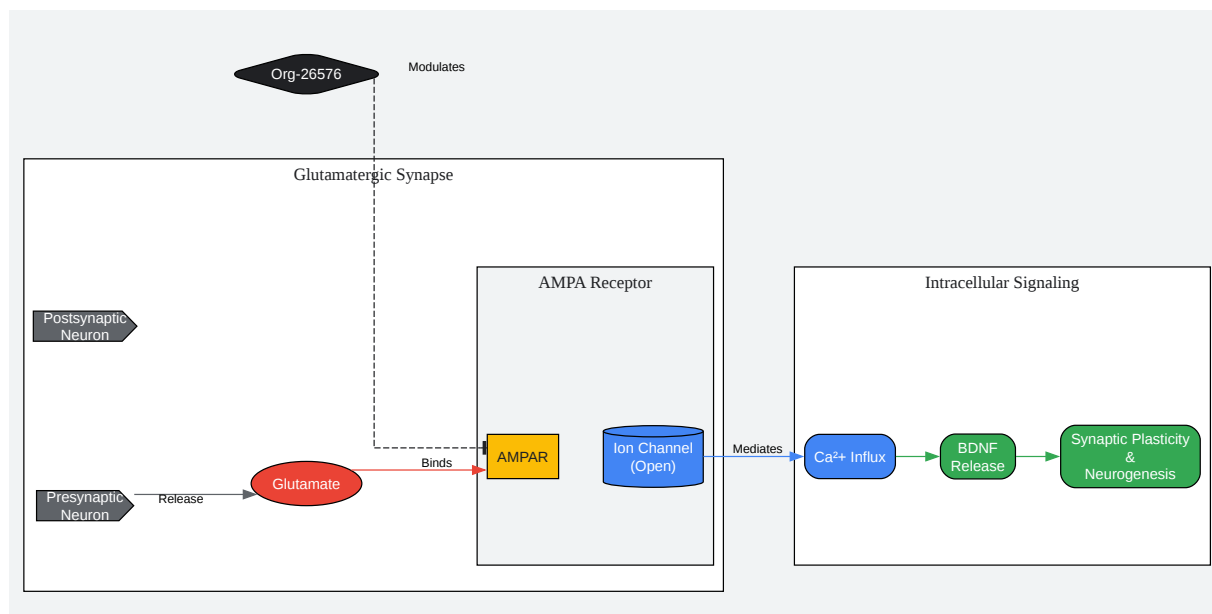 Org-26576
Modulates
Glutamatergic Synapse
AMPA Receptor
Intracellular Signaling
Postsynaptic
Neuron
Ion Channel
(Open)
AMPAR
Mediates
Ca²+ Influx
BDNF
Release
Synaptic Plasticity
&
Neurogenesis
Binds
Glutamate
Presynaptic
Neuron
Release